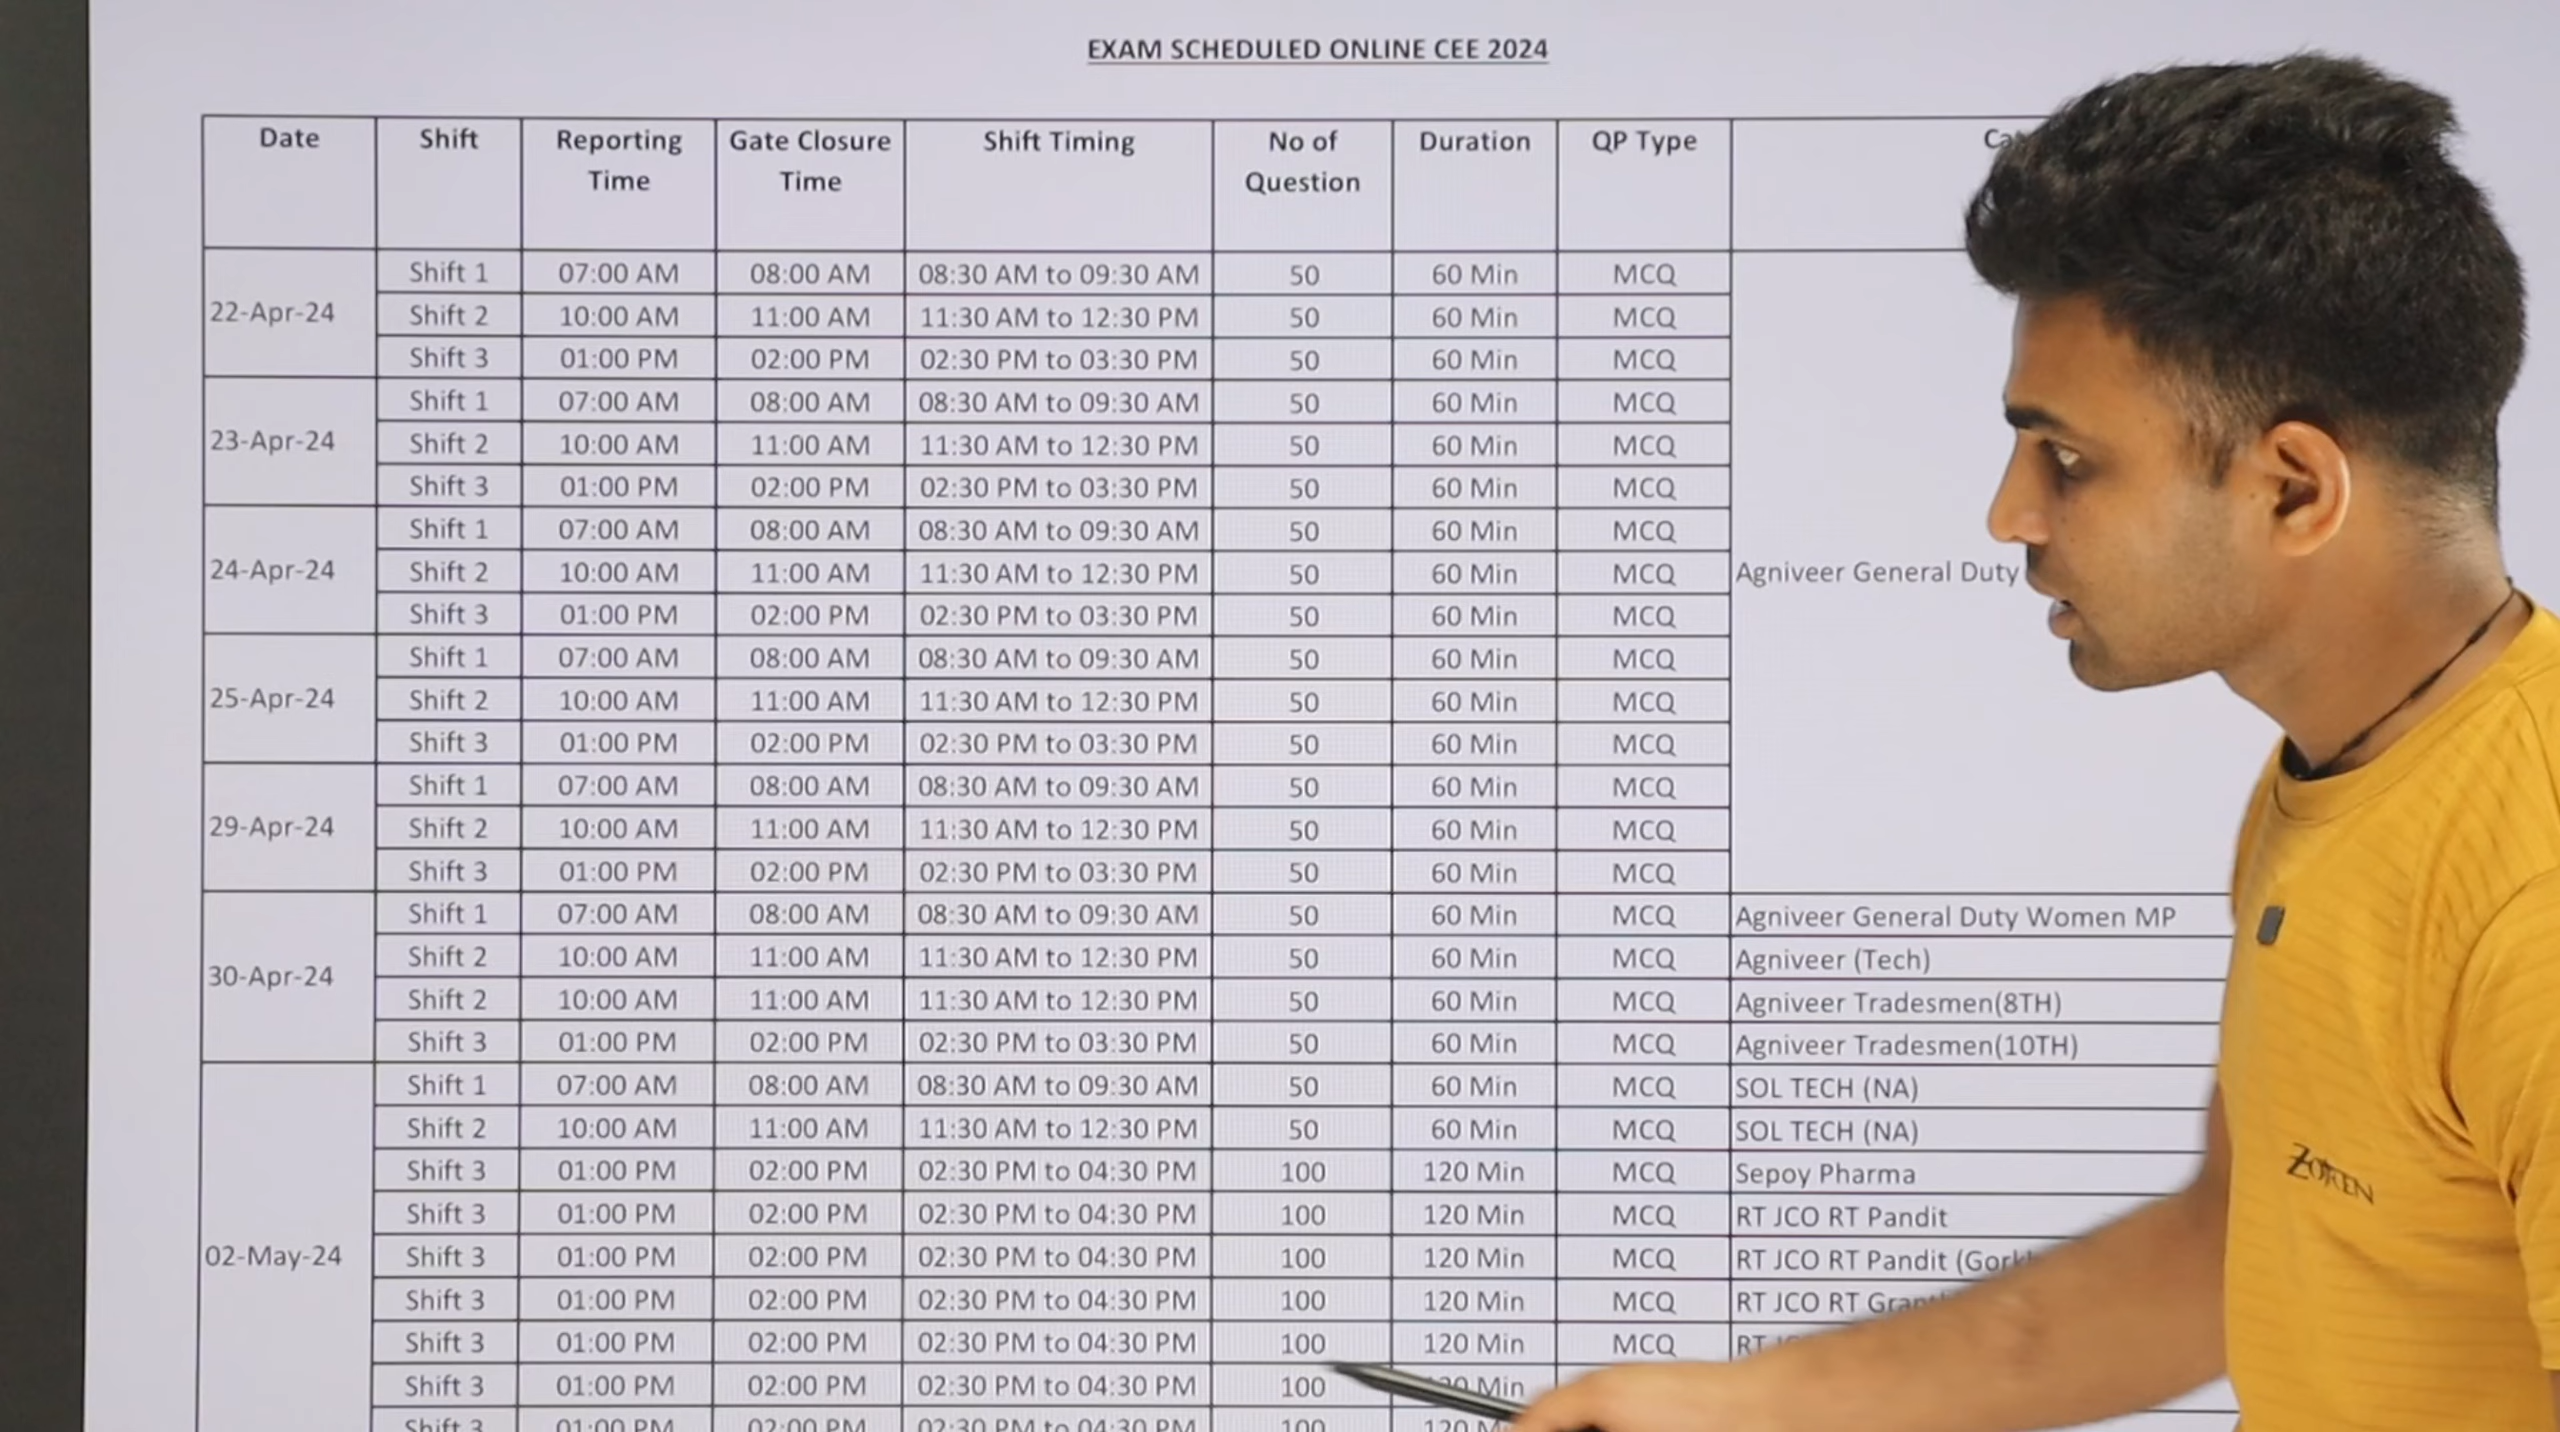 EXAM SCHEDULED ONLINE CEE 2024
Date Shift Reporting Time Gate Closure Time Shift Timing No of Question Duration QP Type
22-Apr-24
Shift 1 07:00 AM 08:00 AM 08:30 AM to 09:30 AM 50 60 Min MCQ
Shift 2 10:00 AM 11:00 AM 11:30 AM to 12:30 PM 50 60 Min MCQ
Shift 3 01:00 PM 02:00 PM 02:30 PM to 03:30 PM 50 60 Min MCQ
23-Apr-24
Shift 1 07:00 AM 08:00 AM 08:30 AM to 09:30 AM 50 60 Min MCQ
Shift 2 10:00 AM 11:00 AM 11:30 AM to 12:30 PM 50 60 Min MCQ
Shift 3 01:00 PM 02:00 PM 02:30 PM to 03:30 PM 50 60 Min MCQ
24-Apr-24
Shift 1 07:00 AM 08:00 AM 08:30 AM to 09:30 AM 50 60 Min MCQ
Shift 2 10:00 AM 11:00 AM 11:30 AM to 12:30 PM 50 60 Min MCQ Agniveer General Duty
Shift 3 01:00 PM 02:00 PM 02:30 PM to 03:30 PM 50 60 Min MCQ
25-Apr-24
Shift 1 07:00 AM 08:00 AM 08:30 AM to 09:30 AM 50 60 Min MCQ
Shift 2 10:00 AM 11:00 AM 11:30 AM to 12:30 PM 50 60 Min MCQ
Shift 3 01:00 PM 02:00 PM 02:30 PM to 03:30 PM 50 60 Min MCQ
29-Apr-24
Shift 1 07:00 AM 08:00 AM 08:30 AM to 09:30 AM 50 60 Min MCQ
Shift 2 10:00 AM 11:00 AM 11:30 AM to 12:30 PM 50 60 Min MCQ
Shift 3 01:00 PM 02:00 PM 02:30 PM to 03:30 PM 50 60 Min MCQ
30-Apr-24
Shift 1 07:00 AM 08:00 AM 08:30 AM to 09:30 AM 50 60 Min MCQ Agniveer General Duty Women MP
Shift 2 10:00 AM 11:00 AM 11:30 AM to 12:30 PM 50 60 Min MCQ Agniveer (Tech)
Shift 2 10:00 AM 11:00 AM 11:30 AM to 12:30 PM 50 60 Min MCQ Agniveer Tradesmen(8TH)
Shift 3 01:00 PM 02:00 PM 02:30 PM to 03:30 PM 50 60 Min MCQ Agniveer Tradesmen(10TH)
02-May-24
Shift 1 07:00 AM 08:00 AM 08:30 AM to 09:30 AM 50 60 Min MCQ SOL TECH (NA)
Shift 2 10:00 AM 11:00 AM 11:30 AM to 12:30 PM 50 60 Min MCQ SOL TECH (NA)
Shift 3 01:00 PM 02:00 PM 02:30 PM to 04:30 PM 100 120 Min MCQ Sepoy Pharma
Shift 3 01:00 PM 02:00 PM 02:30 PM to 04:30 PM 100 120 Min MCQ RT JCO RT Pandit
Shift 3 01:00 PM 02:00 PM 02:30 PM to 04:30 PM 100 120 Min MCQ RT JCO RT Pandit
Shift 3 01:00 PM 02:00 PM 02:30 PM to 04:30 PM 100 120 Min MCQ RT JCO RT
Shift 3 01:00 PM 02:00 PM 02:30 PM to 04:30 PM 100 120 Min MCQ RT
Shift 3 01:00 PM 02:00 PM 02:30 PM to 04:30 PM 100 Min
Shift 3 01:00 PM 02:00 PM 02:30 PM to 04:30 PM 100 120